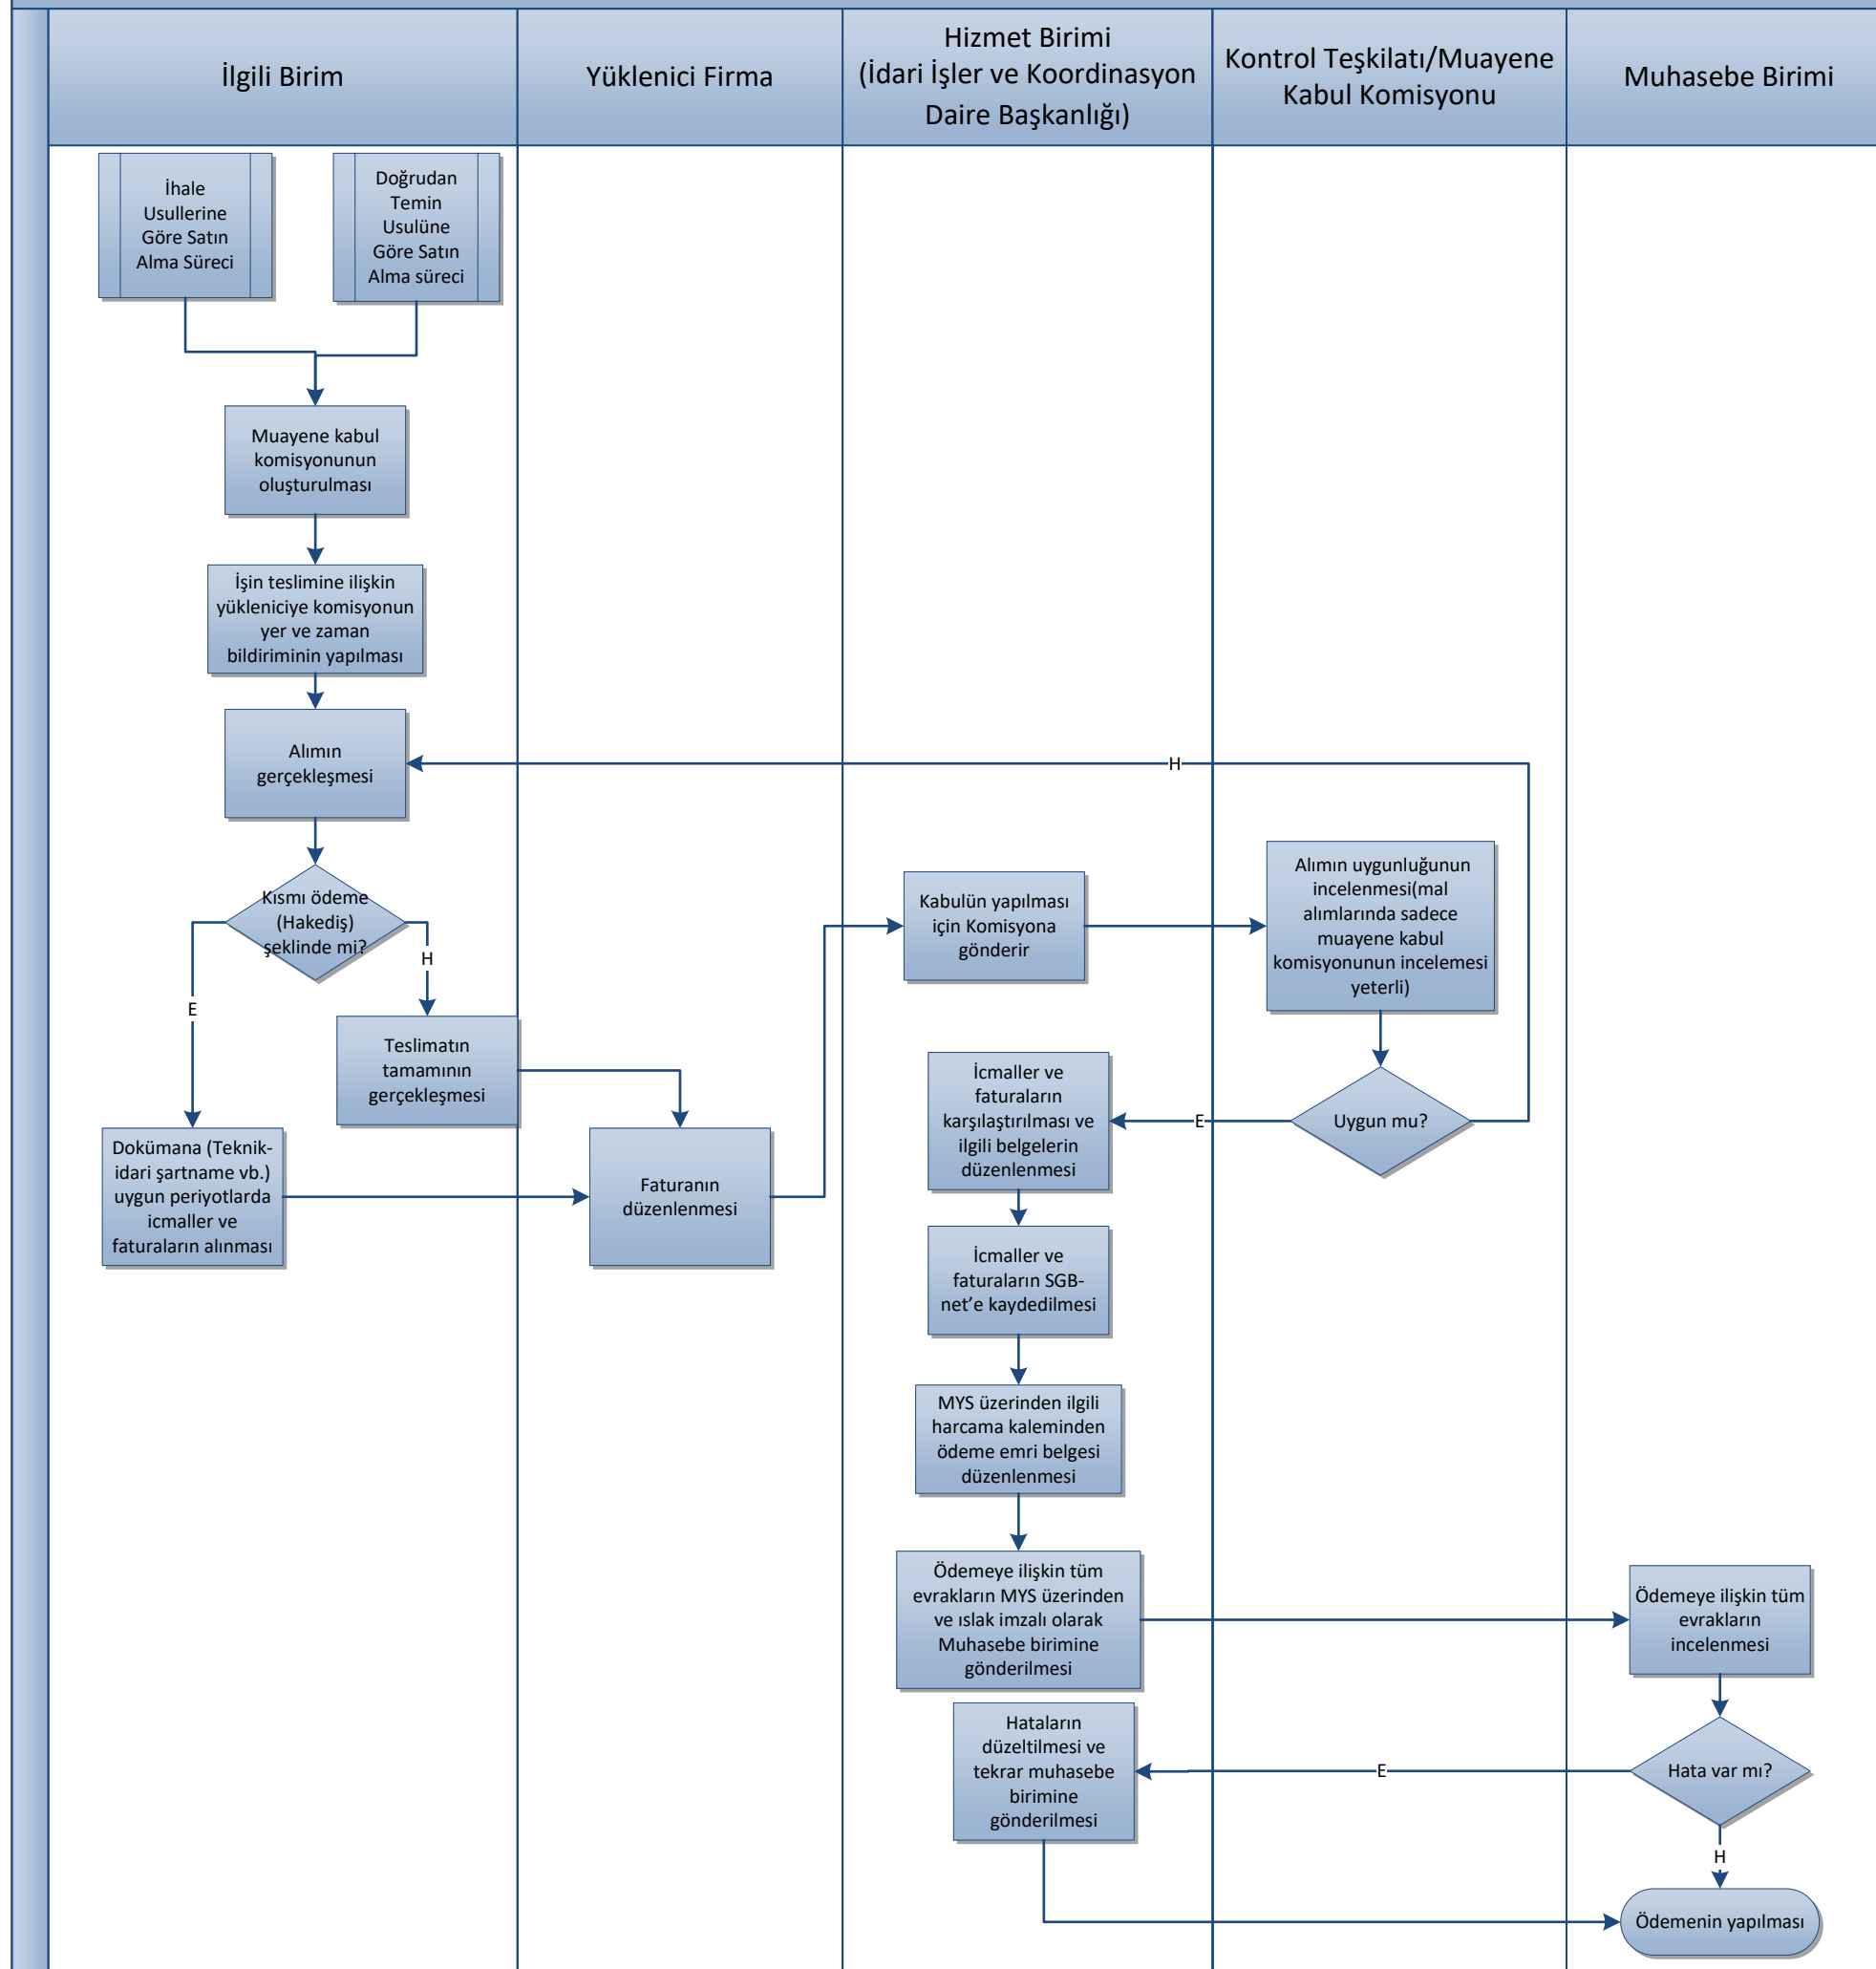 İlgili Birim
Yüklenici Firma
Hizmet Birimi
(İdari İşler ve Koordinasyon
Daire Başkanlığı)
Kontrol Teşkilatı/Muayene
Kabul Komisyonu
Muhasebe Birimi
İhale
Usullerine
Göre Satın
Alma Süreci
Doğrudan
Temin
Usulüne
Göre Satın
Alma süreci
Muayene kabul
komisyonunun
oluşturulması
İşin teslimine ilişkin
yükleniciye komisyonun
yer ve zaman
bildiriminin yapılması
Alımın
gerçekleşmesi
H
Kısmı ödeme
(Hakediş)
şeklinde mi?
H
E
Teslimatın
tamamının
gerçekleşmesi
Dokümana (Teknik-
idari şartname vb.)
uygun periyotlarda
icmaller ve
faturaların alınması
Faturanın
düzenlenmesi
Kabulün yapılması
için Komisyona
gönderir
Alımın uygunluğunun
incelenmesi(mal
alımlarında sadece
muayene kabul
komisyonunun incelemesi
yeterli)
Uygun mu?
E
İcmaller ve
faturaların
karşılaştırılması ve
ilgili belgelerin
düzenlenmesi
İcmaller ve
faturaların SGB-
net’e kaydedilmesi
MYS üzerinden ilgili
harcama kaleminden
ödeme emri belgesi
düzenlenmesi
Ödemeye ilişkin tüm
evrakların MYS üzerinden
ve ıslak imzalı olarak
Muhasebe birimine
gönderilmesi
Ödemeye ilişkin tüm
evrakların
incelenmesi
Hata var mı?
E
Hataların
düzeltilmesi ve
tekrar muhasebe
birimine
gönderilmesi
H
Ödemenin yapılması